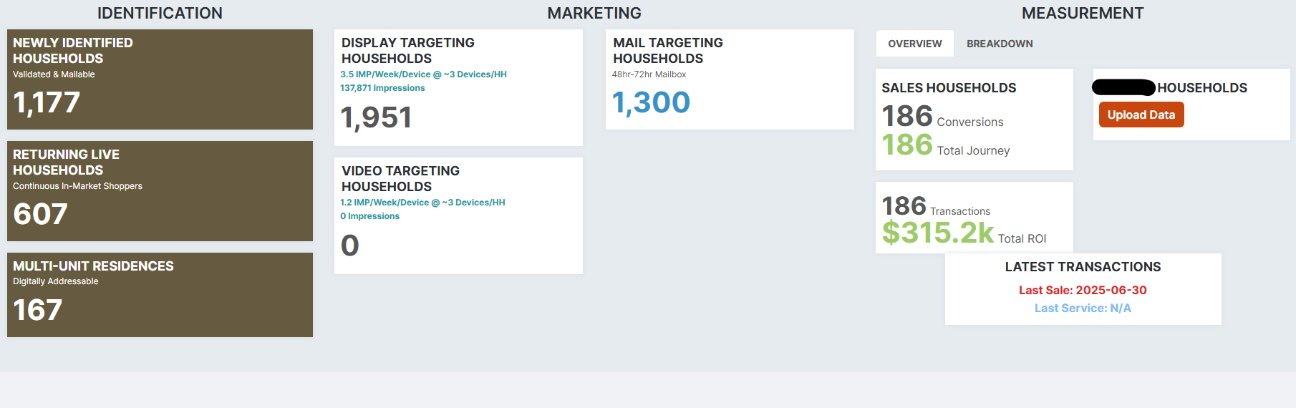 IDENTIFICATION
NEWLY IDENTIFIED
HOUSEHOLDS
Validated & Mailable
1,177
RETURNING LIVE
HOUSEHOLDS
Continuous In-Market Shoppers
607
MULTI-UNIT RESIDENCES
Digitally Addressable
167
MARKETING
DISPLAY TARGETING
HOUSEHOLDS
3.5 IMP/Week/Device @ ~3 Devices/HH
137,871 Impressions
1,951
VIDEO TARGETING
HOUSEHOLDS
1.2 IMP/Week/Device @ ~3 Devices/HH
0 Impressions
0
MAIL TARGETING
HOUSEHOLDS
48hr-72hr Mailbox
1,300
MEASUREMENT
OVERVIEW BREAKDOWN
SALES HOUSEHOLDS
186 Conversions
186 Total Journey
HOUSEHOLDS
Upload Data
186 Transactions
$315.2k Total ROI
LATEST TRANSACTIONS
Last Sale: 2025-06-30
Last Service: N/A